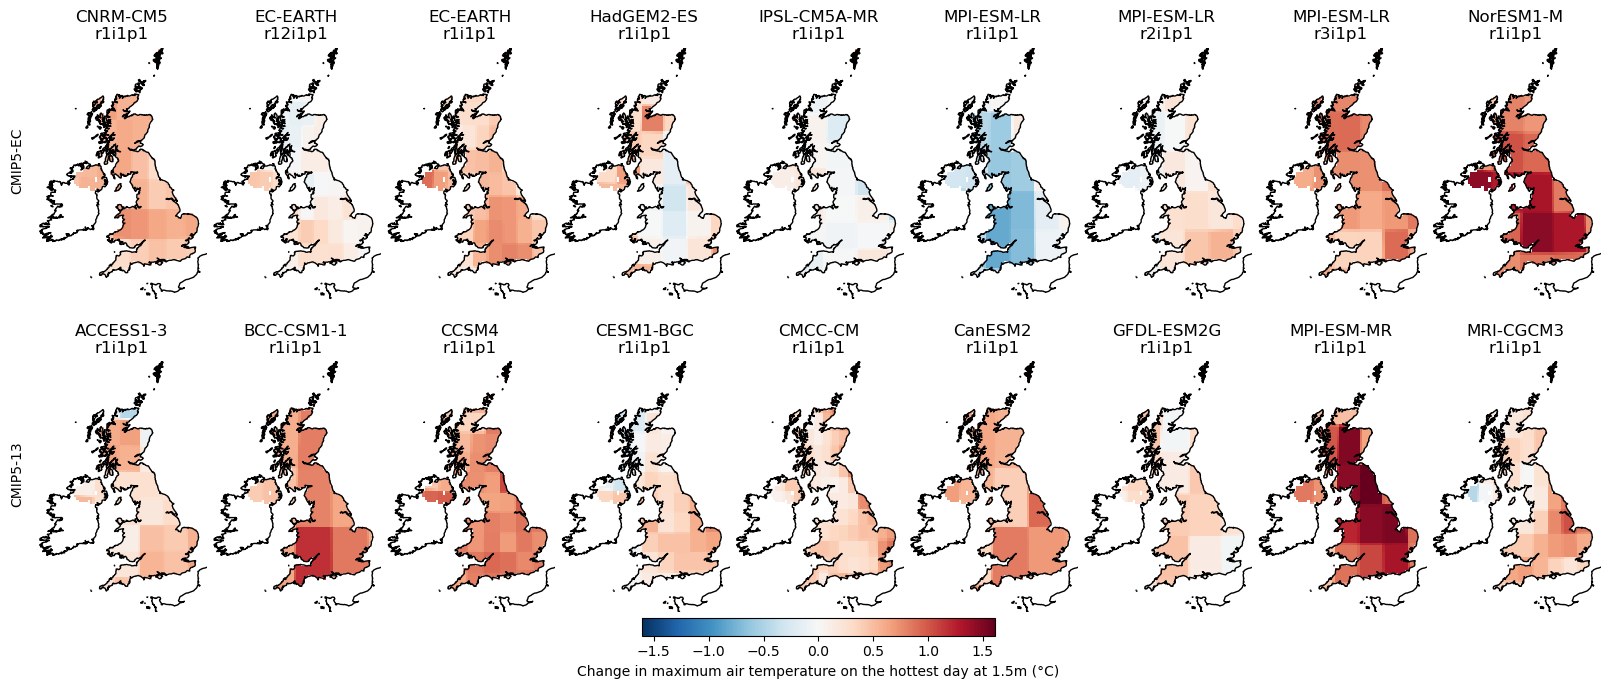 CNRM-CM5
r1i1p1
EC-EARTH
r12i1p1
EC-EARTH
r1i1p1
HadGEM2-ES
r1i1p1
IPSL-CM5A-MR
r1i1p1
MPI-ESM-LR
r1i1p1
MPI-ESM-LR
r2i1p1
MPI-ESM-LR
r3i1p1
NorESM1-M
r1i1p1
CMIP5-EC
ACCESS1-3
r1i1p1
BCC-CSM1-1
r1i1p1
CCSM4
r1i1p1
CESM1-BGC
r1i1p1
CMCC-CM
r1i1p1
CanESM2
r1i1p1
GFDL-ESM2G
r1i1p1
MPI-ESM-MR
r1i1p1
MRI-CGCM3
r1i1p1
CMIP5-13
−1.5 −1.0 −0.5 0.0 0.5 1.0 1.5
Change in maximum air temperature on the hottest day at 1.5m (°C)